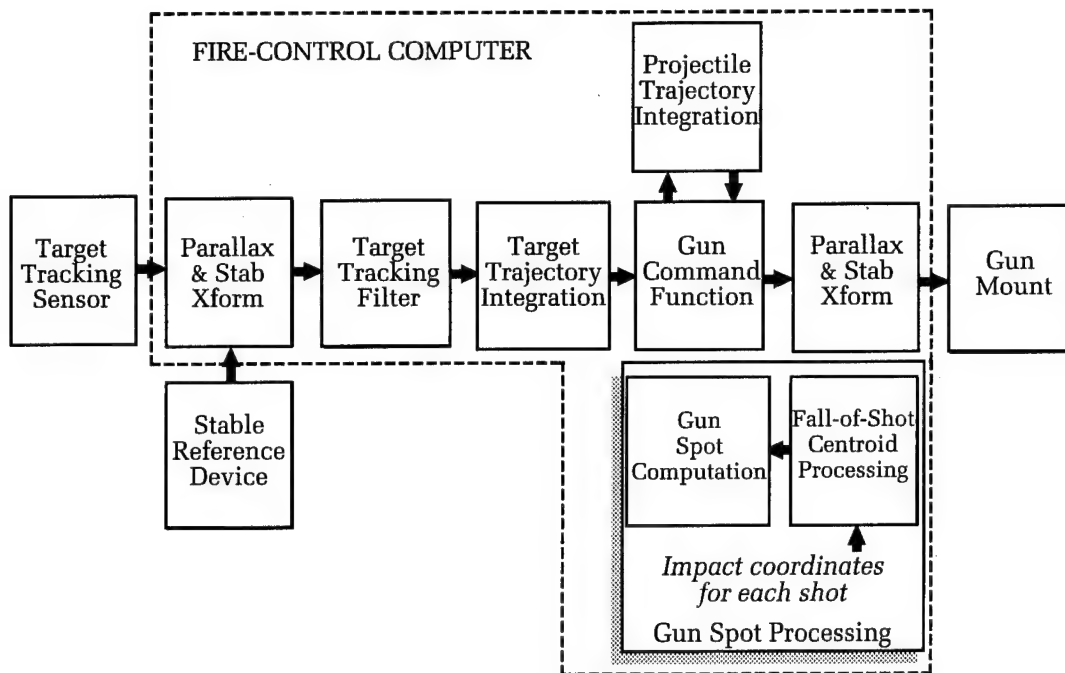 FIRE-CONTROL COMPUTER
Projectile
Trajectory
Integration
Target
Tracking
Sensor
Parallax
& Stab
Xform
Target
Tracking
Filter
Target
Trajectory
Integration
Gun
Command
Function
Parallax
& Stab
Xform
Gun
Mount
Stable
Reference
Device
Gun
Spot
Computation
Fall-of-Shot
Centroid
Processing
Impact coordinates
for each shot
Gun Spot Processing